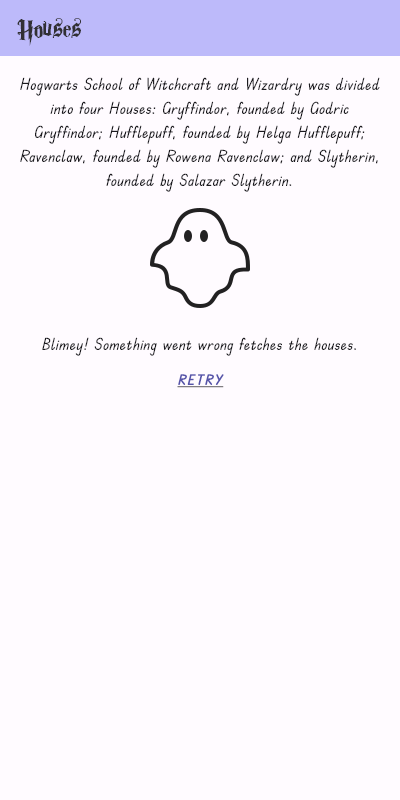 Houses
Hogwarts School of Witchcraft and Wizardry was divided
into four Houses: Gryffindor, founded by Godric
Gryffindor; Hufflepuff, founded by Helga Hufflepuff;
Ravenclaw, founded by Rowena Ravenclaw; and Slytherin,
founded by Salazar Slytherin.
Blimey! Something went wrong fetches the houses.
RETRY